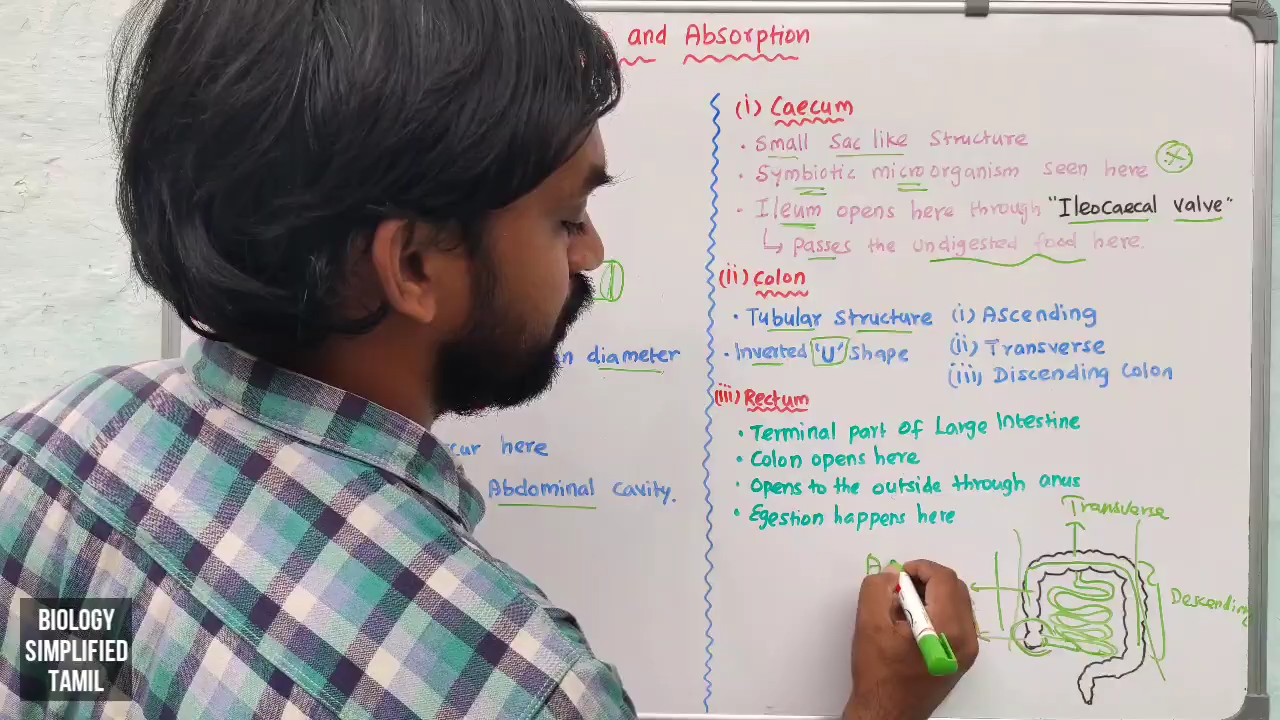 and Absorption
diameter
here
Abdominal cavity.
(i) Caecum
• Small Sac like Structure
• Symbiotic microorganism seen here
• Ileum opens here through "Ileocaecal valve"
↳ passes the undigested food here.
(ii) Colon
• Tubular structure (i) Ascending
• Inverted 'U' shape (ii) Transverse
(iii) Discending Colon
(iii) Rectum
• Terminal part of Large Intestine
• Colon opens here
• Opens to the outside through anus
• Egestion happens here
Transverse
A
Descending
BIOLOGY
SIMPLIFIED
TAMIL